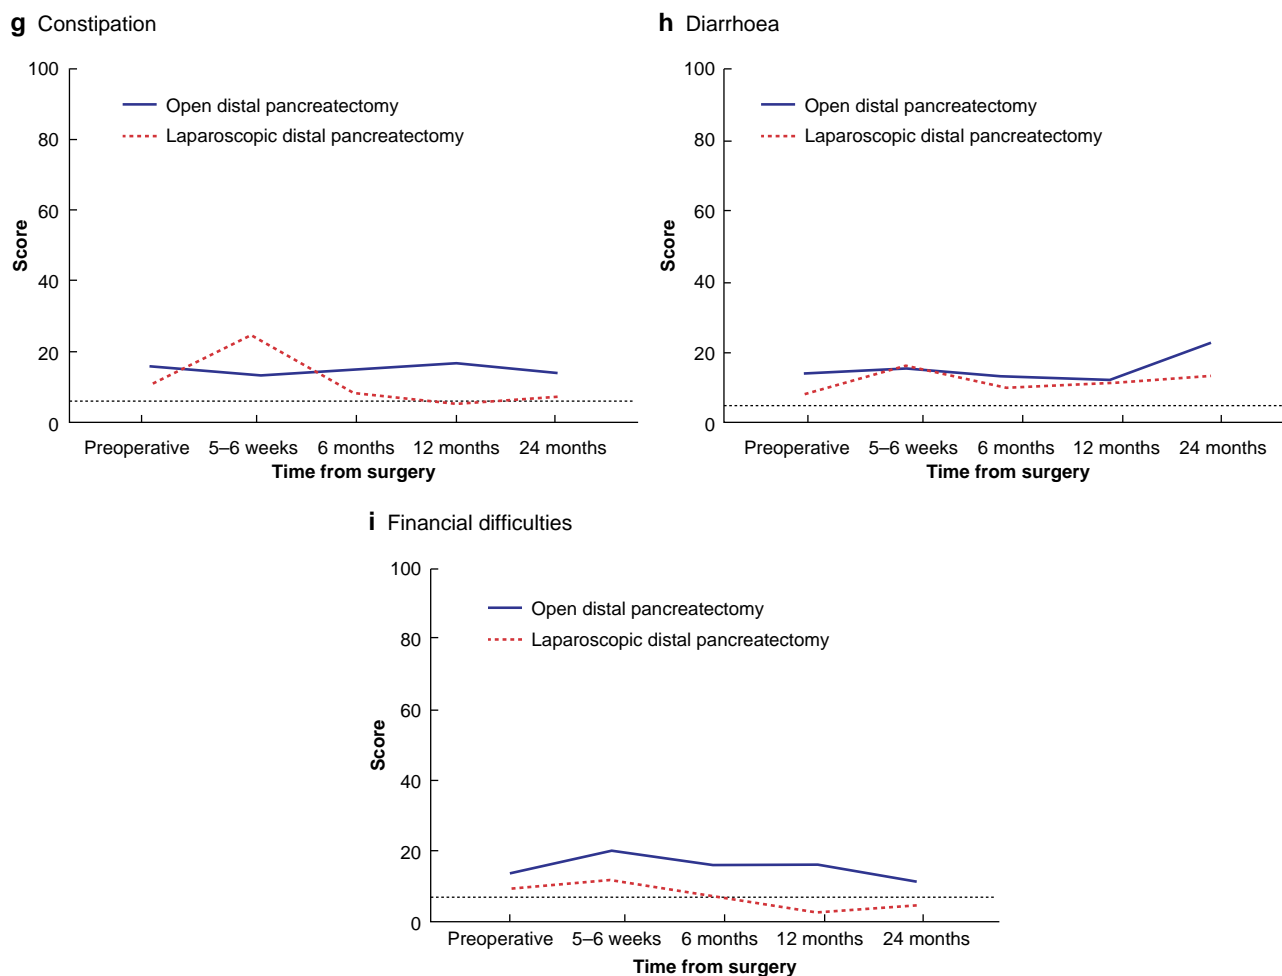 g Constipation
100
80
60
40
20
0
Score
Open distal pancreatectomy
Laparoscopic distal pancreatectomy
Preoperative 5–6 weeks 6 months 12 months 24 months
Time from surgery
h Diarrhoea
100
80
60
40
20
0
Score
Open distal pancreatectomy
Laparoscopic distal pancreatectomy
Preoperative 5–6 weeks 6 months 12 months 24 months
Time from surgery
i Financial difficulties
100
80
60
40
20
0
Score
Open distal pancreatectomy
Laparoscopic distal pancreatectomy
Preoperative 5–6 weeks 6 months 12 months 24 months
Time from surgery